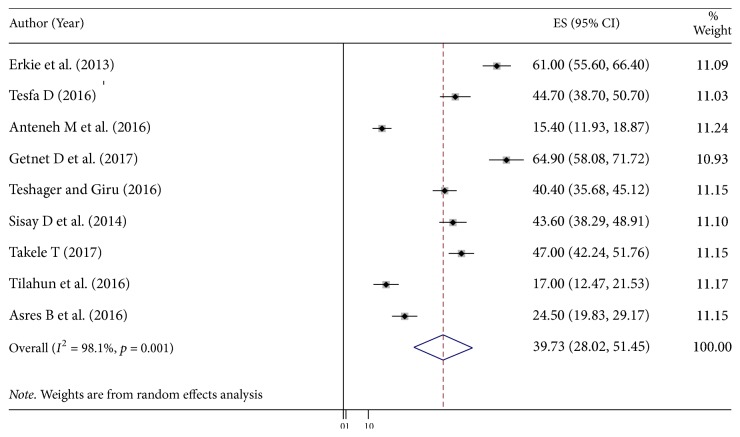 Author (Year) ES (95% CI) % Weight
Erkie et al. (2013) 61.00 (55.60, 66.40) 11.09
Tesfa D (2016) 44.70 (38.70, 50.70) 11.03
Anteneh M et al. (2016) 15.40 (11.93, 18.87) 11.24
Getnet D et al. (2017) 64.90 (58.08, 71.72) 10.93
Teshager and Giru (2016) 40.40 (35.68, 45.12) 11.15
Sisay D et al. (2014) 43.60 (38.29, 48.91) 11.10
Takele T (2017) 47.00 (42.24, 51.76) 11.15
Tilahun et al. (2016) 17.00 (12.47, 21.53) 11.17
Asres B et al. (2016) 24.50 (19.83, 29.17) 11.15
Overall (I² = 98.1%, p = 0.001) 39.73 (28.02, 51.45) 100.00
Note. Weights are from random effects analysis
01 10